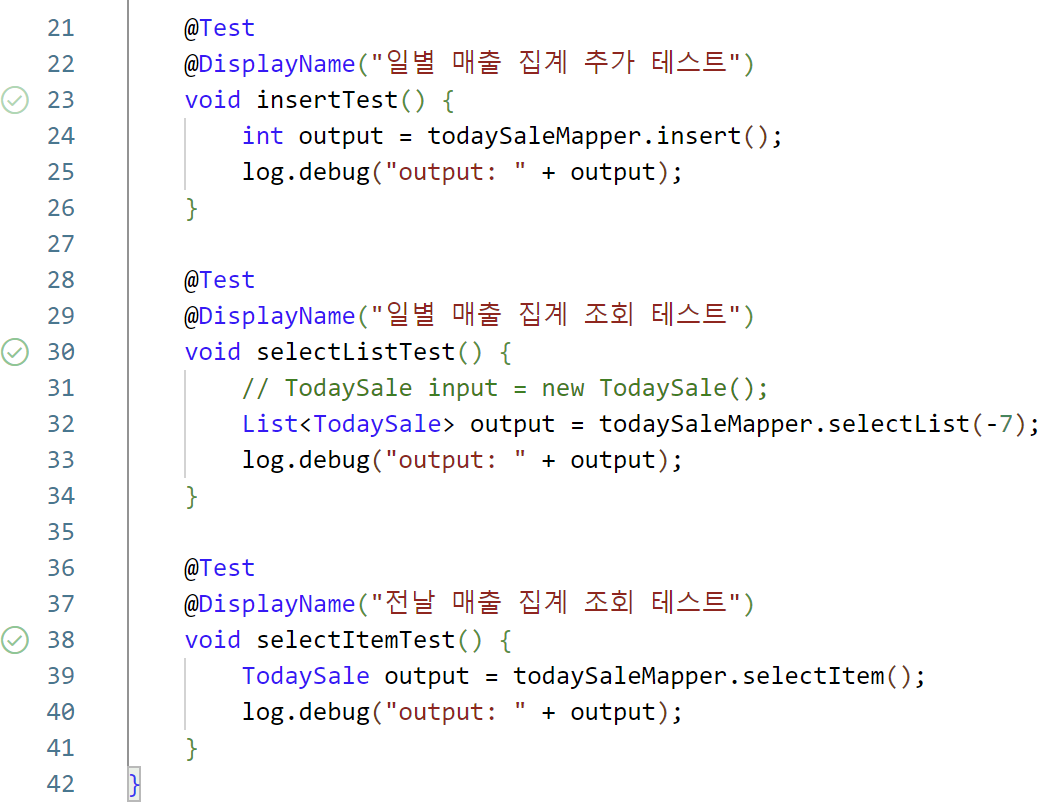 21 @Test
22 @DisplayName("일별 매출 집계 추가 테스트")
23 void insertTest() {
24 int output = todaySaleMapper.insert();
25 log.debug("output: " + output);
26 }
27
28 @Test
29 @DisplayName("일별 매출 집계 조회 테스트")
30 void selectListTest() {
31 // TodaySale input = new TodaySale();
32 List<TodaySale> output = todaySaleMapper.selectList(-7);
33 log.debug("output: " + output);
34 }
35
36 @Test
37 @DisplayName("전날 매출 집계 조회 테스트")
38 void selectItemTest() {
39 TodaySale output = todaySaleMapper.selectItem();
40 log.debug("output: " + output);
41 }
42 }